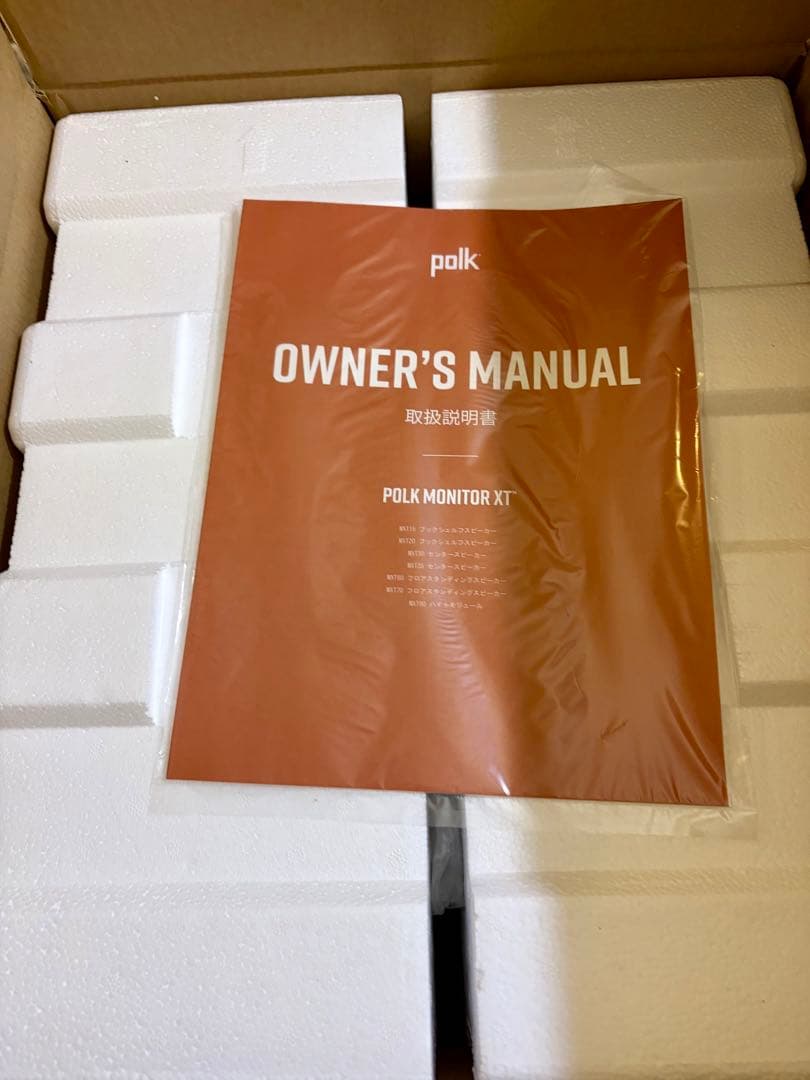 polk
OWNER'S MANUAL
取扱説明書
POLK MONITOR XT™
MXT15 ブックシェルフスピーカー
MXT20 ブックシェルフスピーカー
MXT30 センタースピーカー
MXT35 センタースピーカー
MXT60 フロアスタンディングスピーカー
MXT70 フロアスタンディングスピーカー
MXT90 ハイトモジュール